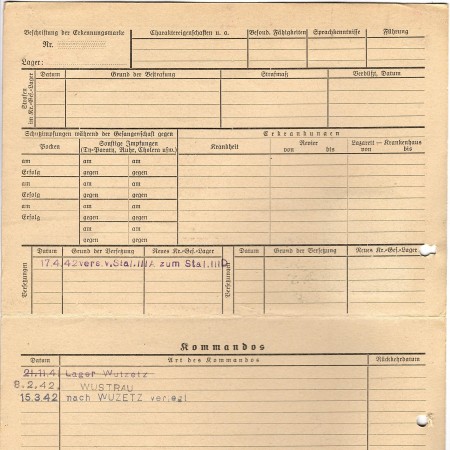 Beschriftung der Erkennungsmarke
Nr.
Lager:
Charaktereigenschaften u. a.
Besond. Fähigkeiten
Sprachkenntnisse
Führung
Strafen im Kr.-Gef.-Lager
Datum
Grund der Bestrafung
Strafmaß
Verbüßt, Datum
Schutzimpfungen während der Gefangenschaft gegen
Erkrankungen
Pocken
Sonstige Impfungen
(Ty-Paraty, Ruhr, Cholera usw.)
Krankheit
Revier
von bis
Lazarett – Krankenhaus
von bis
am am am
Erfolg gegen gegen
am am am
Erfolg gegen gegen
am am am
Erfolg gegen gegen
am am
gegen gegen
Versetzungen
Datum
Grund der Versetzung
Neues Kr.-Gef.-Lager
Versetzungen
Datum
Grund der Versetzung
Neues Kr.-Gef.-Lager
17.4.42 vers.v.Stal.IIIA zum Stal.IIID
Kommandos
Datum
Art des Kommandos
Rückkehrdatum
21.11.41 Lager Wutzetz
8.2.42. WUSTRAU
15.3.42 nach WUZETZ verlegt